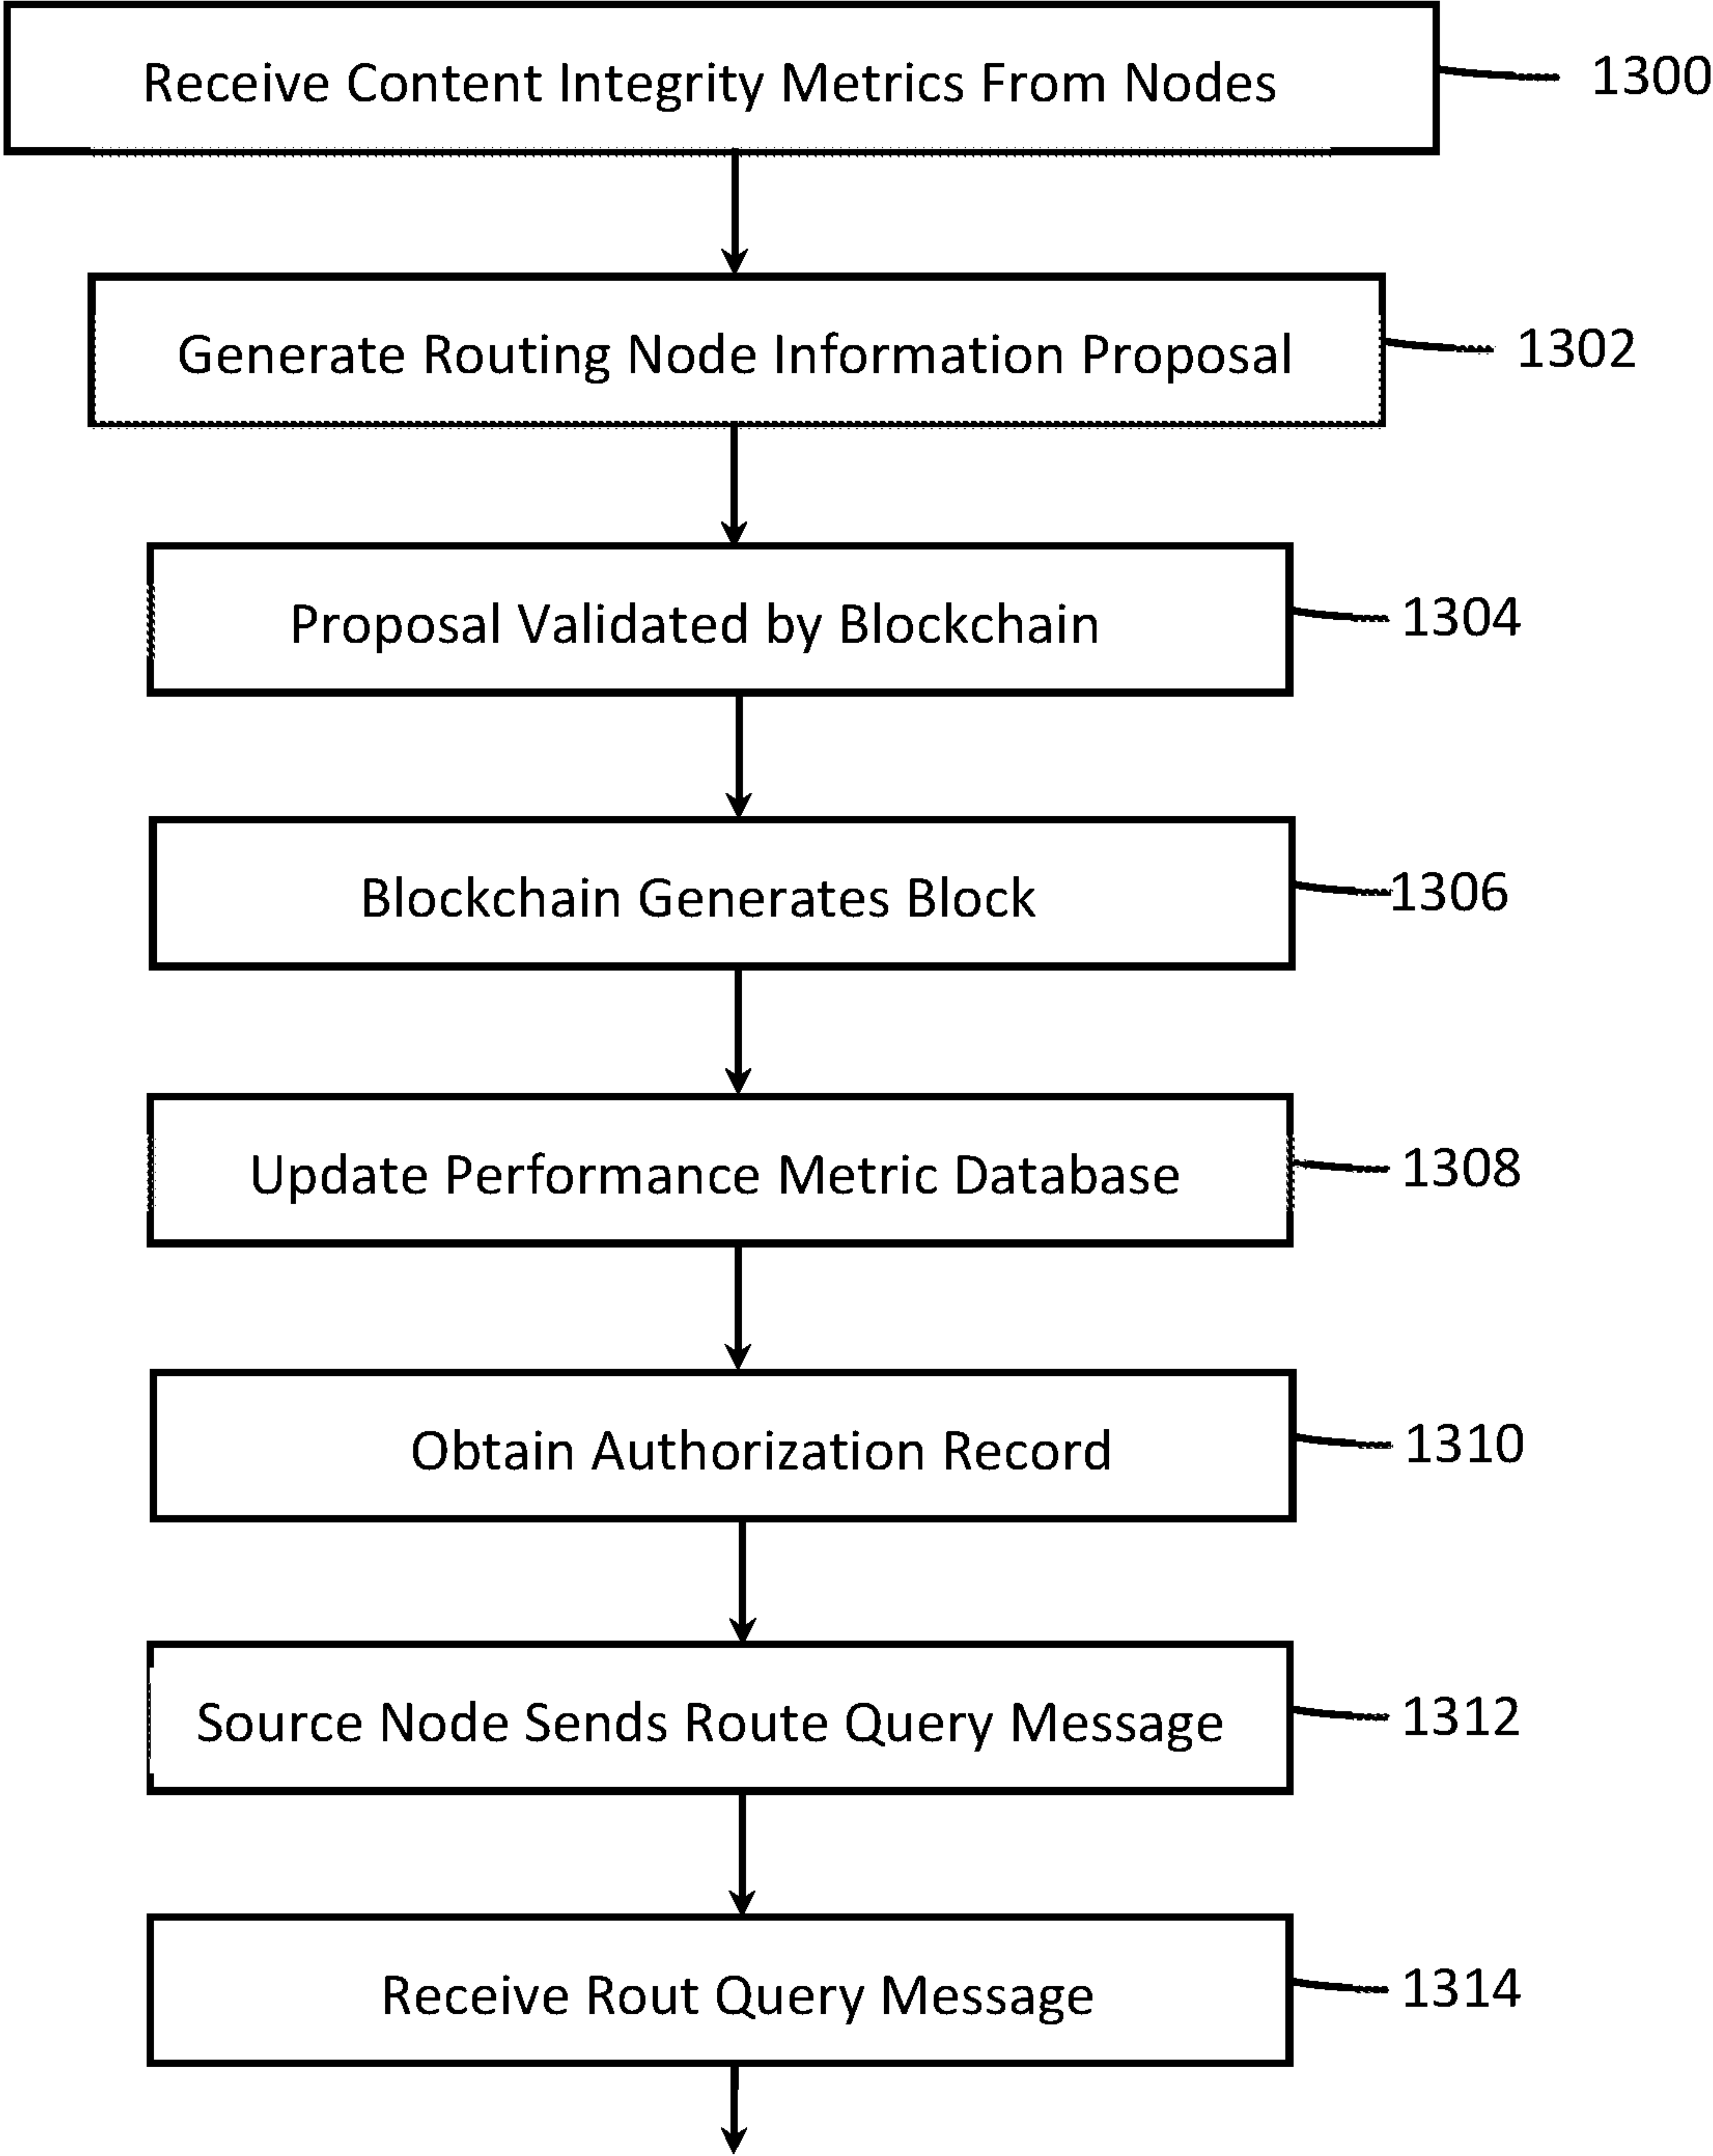 Receive Content Integrity Metrics From Nodes 1300
Generate Routing Node Information Proposal 1302
Proposal Validated by Blockchain 1304
Blockchain Generates Block 1306
Update Performance Metric Database 1308
Obtain Authorization Record 1310
Source Node Sends Route Query Message 1312
Receive Rout Query Message 1314